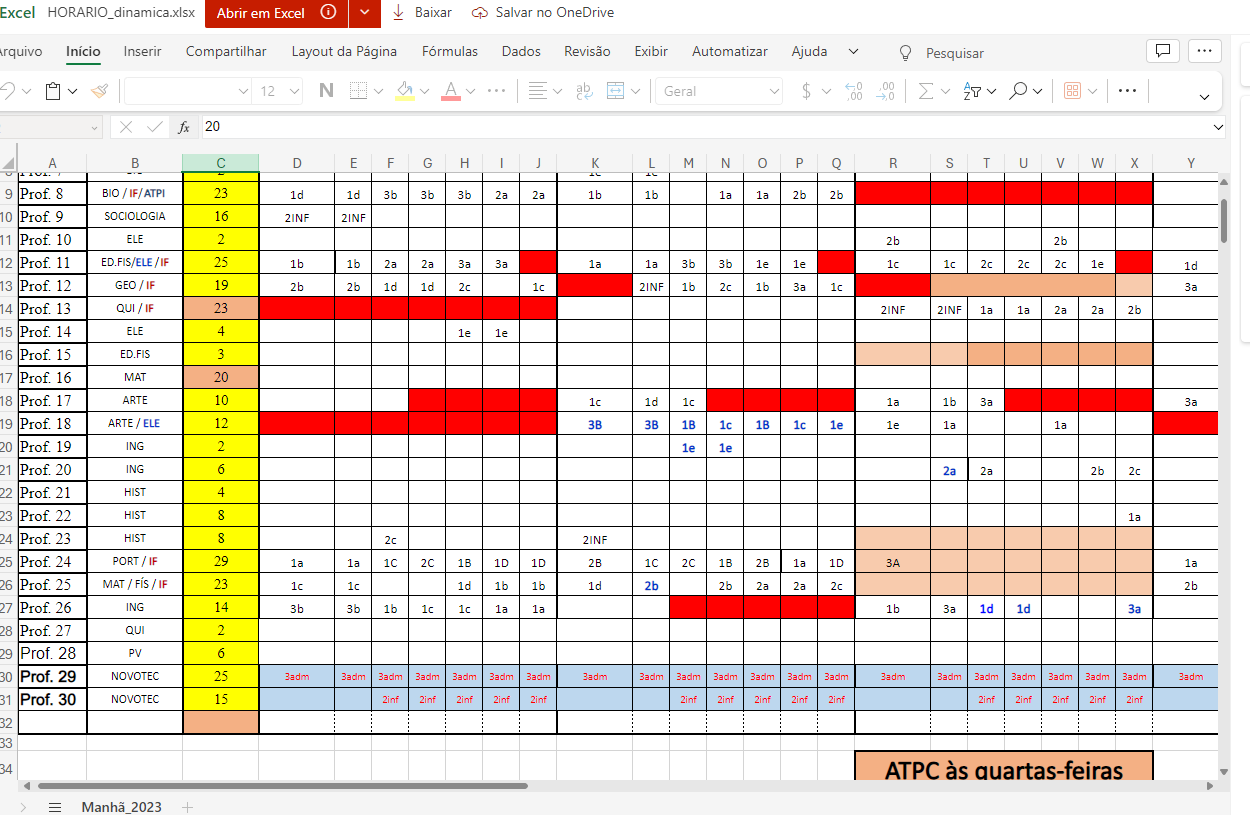 Excel HORARIO_dinamica.xlsx Abrir em Excel Baixar Salvar no OneDrive
Arquivo Início Inserir Compartilhar Layout da Página Fórmulas Dados Revisão Exibir Automatizar Ajuda Pesquisar
N 12 A Geral $
fx 20
A B C D E F G H I J K L M N O P Q R S T U V W X Y
9 Prof. 8 BIO / IF/ATPI 23 1d 1d 3b 3b 3b 2a 2a 1b 1b 1a 1a 2b 2b
10 Prof. 9 SOCIOLOGIA 16 2INF 2INF
11 Prof. 10 ELE 2 2b 2b
12 Prof. 11 ED.FIS/ELE / IF 25 1b 1b 2a 2a 3a 3a 1a 1a 3b 3b 1e 1e 1c 1c 2c 2c 2c 1e 1d
13 Prof. 12 GEO / IF 19 2b 2b 1d 1d 2c 1c 2INF 1b 2c 1b 3a 1c 3a
14 Prof. 13 QUI / IF 23 2INF 2INF 1a 1a 2a 2a 2b
15 Prof. 14 ELE 4 1e 1e
16 Prof. 15 ED.FIS 3
17 Prof. 16 MAT 20
18 Prof. 17 ARTE 10 1c 1d 1c 1a 1b 3a 3a
19 Prof. 18 ARTE / ELE 12 3B 3B 1B 1c 1B 1c 1e 1e 1a 1a
20 Prof. 19 ING 2 1e 1e
21 Prof. 20 ING 6 2a 2a 2b 2c
22 Prof. 21 HIST 4
23 Prof. 22 HIST 8 1a
24 Prof. 23 HIST 8 2c 2INF
25 Prof. 24 PORT / IF 29 1a 1a 1C 2C 1B 1D 1D 2B 1C 2C 1B 2B 1a 1D 3A 1a
26 Prof. 25 MAT / FÍS / IF 23 1c 1c 1d 1b 1b 1d 2b 2b 2a 2a 2c 2b
27 Prof. 26 ING 14 3b 3b 1b 1c 1c 1a 1a 1b 3a 1d 1d 3a
28 Prof. 27 QUI 2
29 Prof. 28 PV 6
30 Prof. 29 NOVOTEC 25 3adm 3adm 3adm 3adm 3adm 3adm 3adm 3adm 3adm 3adm 3adm 3adm 3adm 3adm 3adm 3adm 3adm 3adm 3adm 3adm 3adm 3adm
31 Prof. 30 NOVOTEC 15 2inf 2inf 2inf 2inf 2inf 2inf 2inf 2inf 2inf 2inf 2inf 2inf 2inf 2inf 2inf
32
33
34 ATPC às quartas-feiras
Manhã_2023